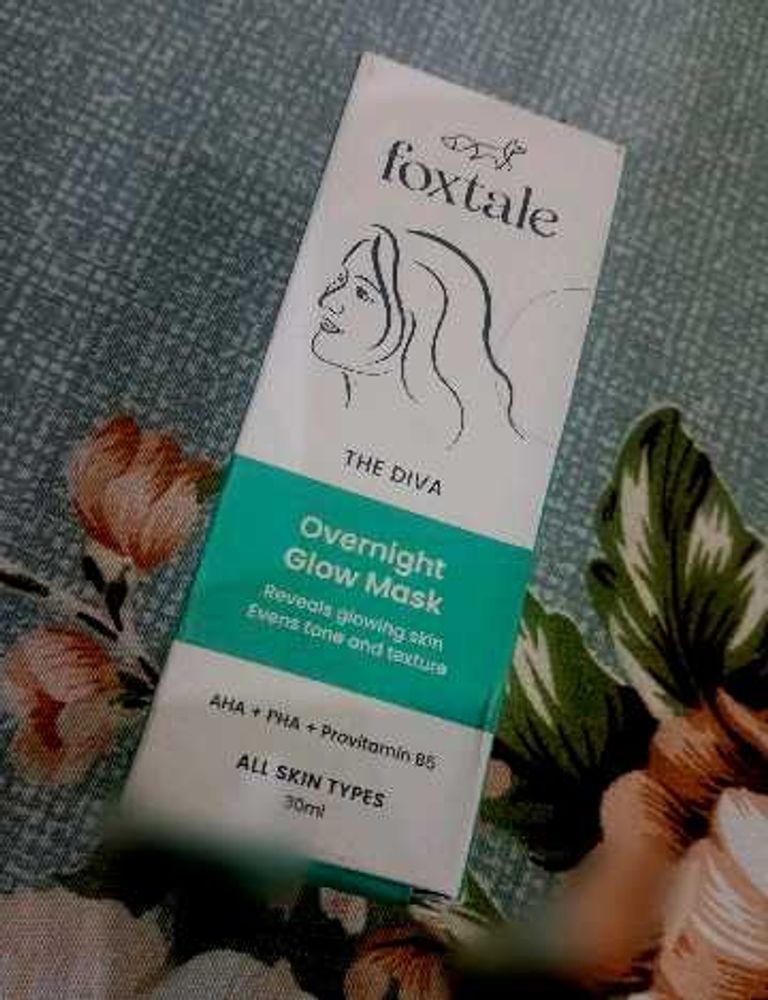 foxtale
THE DIVA
Overnight
Glow Mask
Reveals glowing skin
Evens tone and texture
AHA + PHA + Provitamin B5
ALL SKIN TYPES
30ml